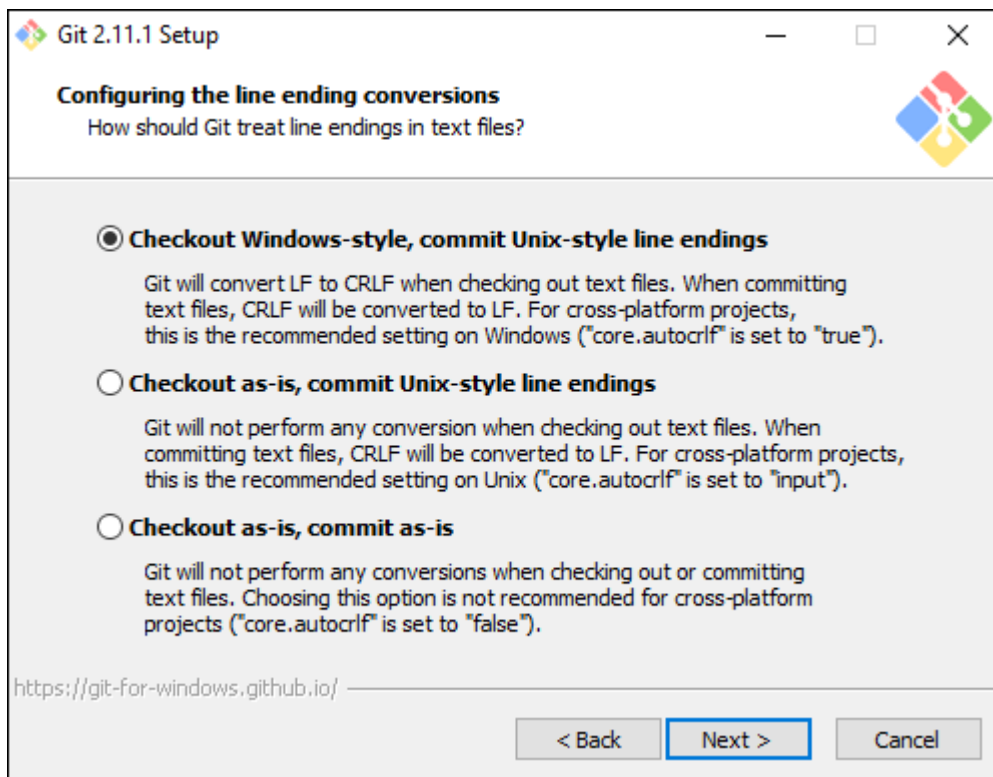 Git 2.11.1 Setup
Configuring the line ending conversions
How should Git treat line endings in text files?
Checkout Windows-style, commit Unix-style line endings
Git will convert LF to CRLF when checking out text files. When committing
text files, CRLF will be converted to LF. For cross-platform projects,
this is the recommended setting on Windows ("core.autocrlf" is set to "true").
Checkout as-is, commit Unix-style line endings
Git will not perform any conversion when checking out text files. When
committing text files, CRLF will be converted to LF. For cross-platform projects,
this is the recommended setting on Unix ("core.autocrlf" is set to "input").
Checkout as-is, commit as-is
Git will not perform any conversions when checking out or committing
text files. Choosing this option is not recommended for cross-platform
projects ("core.autocrlf" is set to "false").
https://git-for-windows.github.io/
< Back Next > Cancel